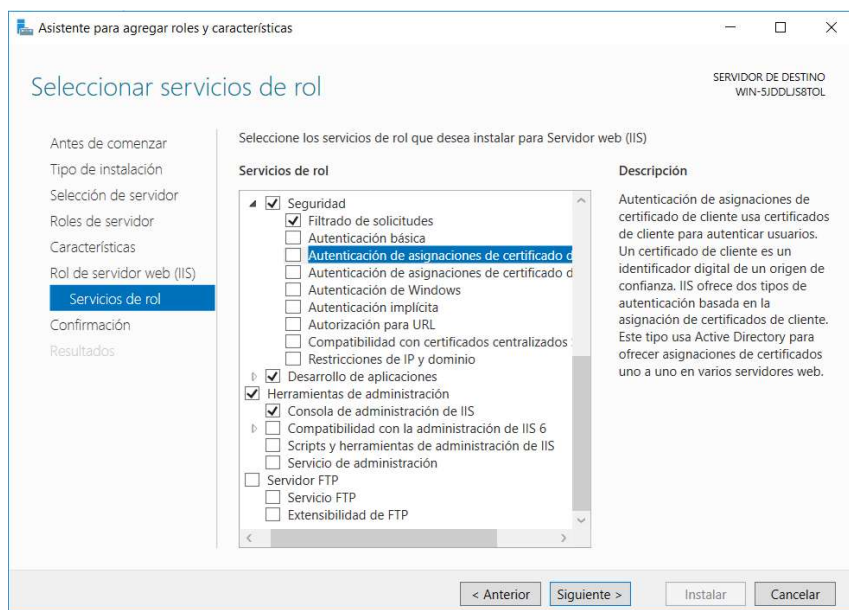 Asistente para agregar roles y características
Seleccionar servicios de rol
SERVIDOR DE DESTINO
WIN-5JDDLJS8TOL
Antes de comenzar
Tipo de instalación
Selección de servidor
Roles de servidor
Características
Rol de servidor web (IIS)
Servicios de rol
Confirmación
Resultados
Seleccione los servicios de rol que desea instalar para Servidor web (IIS)
Servicios de rol
Seguridad
Filtrado de solicitudes
Autenticación básica
Autenticación de asignaciones de certificado d
Autenticación de asignaciones de certificado d
Autenticación de Windows
Autenticación implícita
Autorización para URL
Compatibilidad con certificados centralizados
Restricciones de IP y dominio
Desarrollo de aplicaciones
Herramientas de administración
Consola de administración de IIS
Compatibilidad con la administración de IIS 6
Scripts y herramientas de administración de IIS
Servicio de administración
Servidor FTP
Servicio FTP
Extensibilidad de FTP
Descripción
Autenticación de asignaciones de
certificado de cliente usa certificados
de cliente para autenticar usuarios.
Un certificado de cliente es un
identificador digital de un origen de
confianza. IIS ofrece dos tipos de
autenticación basada en la
asignación de certificados de cliente.
Este tipo usa Active Directory para
ofrecer asignaciones de certificados
uno a uno en varios servidores web.
< Anterior
Siguiente >
Instalar
Cancelar